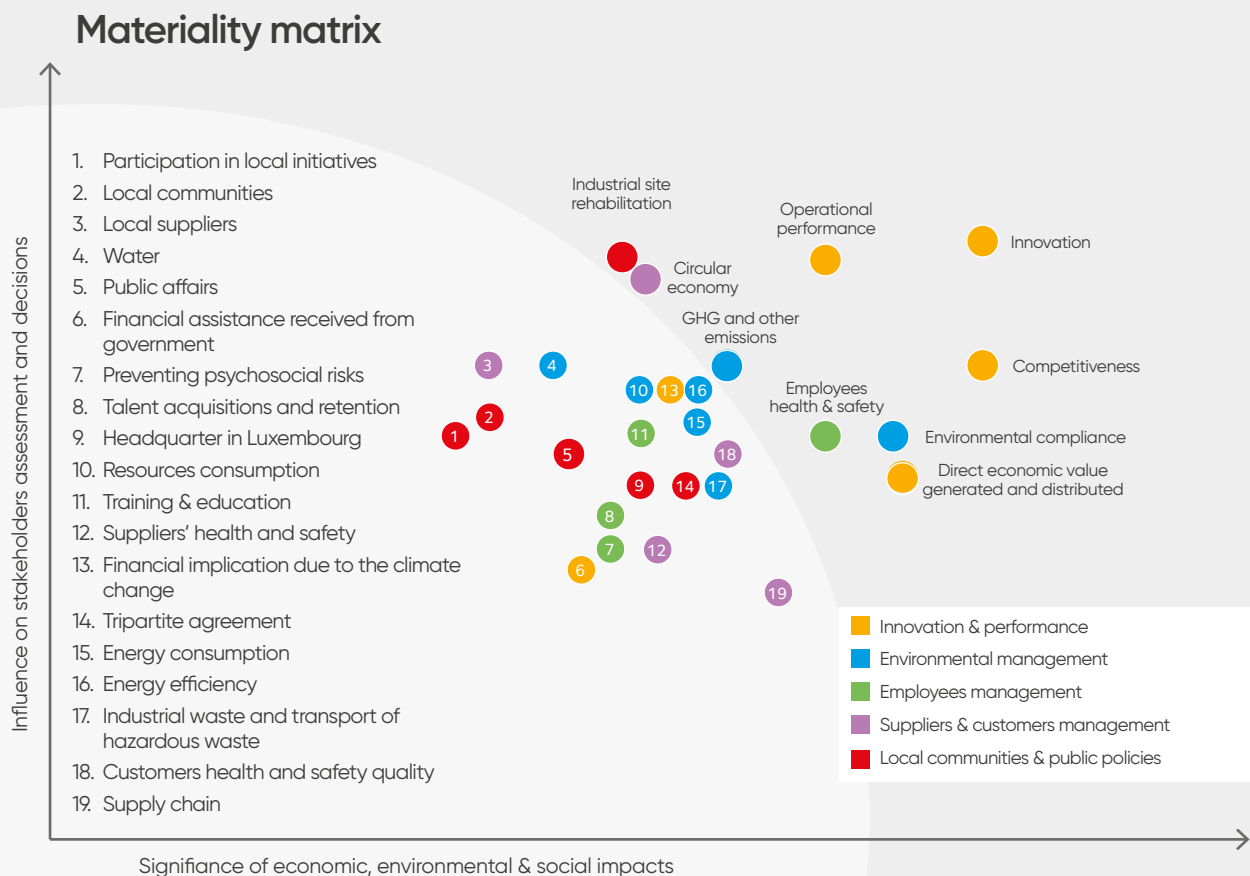 Materiality matrix
Influence on stakeholders assessment and decisions
1. Participation in local initiatives
2. Local communities
3. Local suppliers
4. Water
5. Public affairs
6. Financial assistance received from
government
7. Preventing psychosocial risks
8. Talent acquisitions and retention
9. Headquarter in Luxembourg
10. Resources consumption
11. Training & education
12. Suppliers’ health and safety
13. Financial implication due to the climate
change
14. Tripartite agreement
15. Energy consumption
16. Energy efficiency
17. Industrial waste and transport of
hazardous waste
18. Customers health and safety quality
19. Supply chain
Industrial site
rehabilitation
Circular
economy
Operational
performance
Innovation
GHG and other
emissions
Competitiveness
Employees
health & safety
Environmental compliance
Direct economic value
generated and distributed
3
4
10
13
16
2
15
1
11
5
18
9
14
17
8
7
12
6
19
Innovation & performance
Environmental management
Employees management
Suppliers & customers management
Local communities & public policies
Signifiance of economic, environmental & social impacts